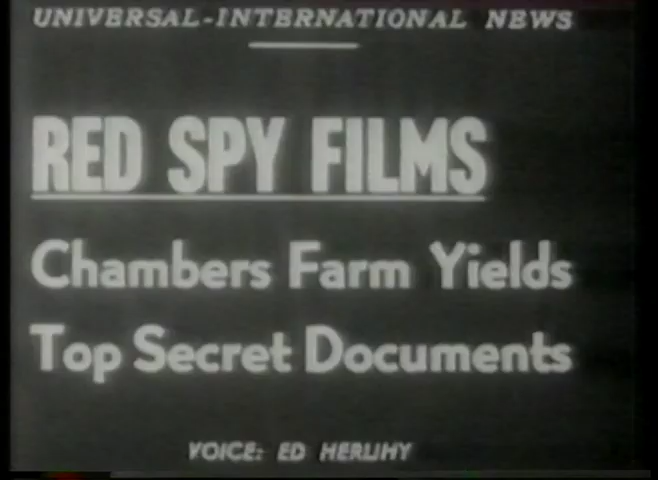 UNIVERSAL-INTERNATIONAL NEWS
RED SPY FILMS
Chambers Farm Yields
Top Secret Documents
VOICE: ED HERLIHY